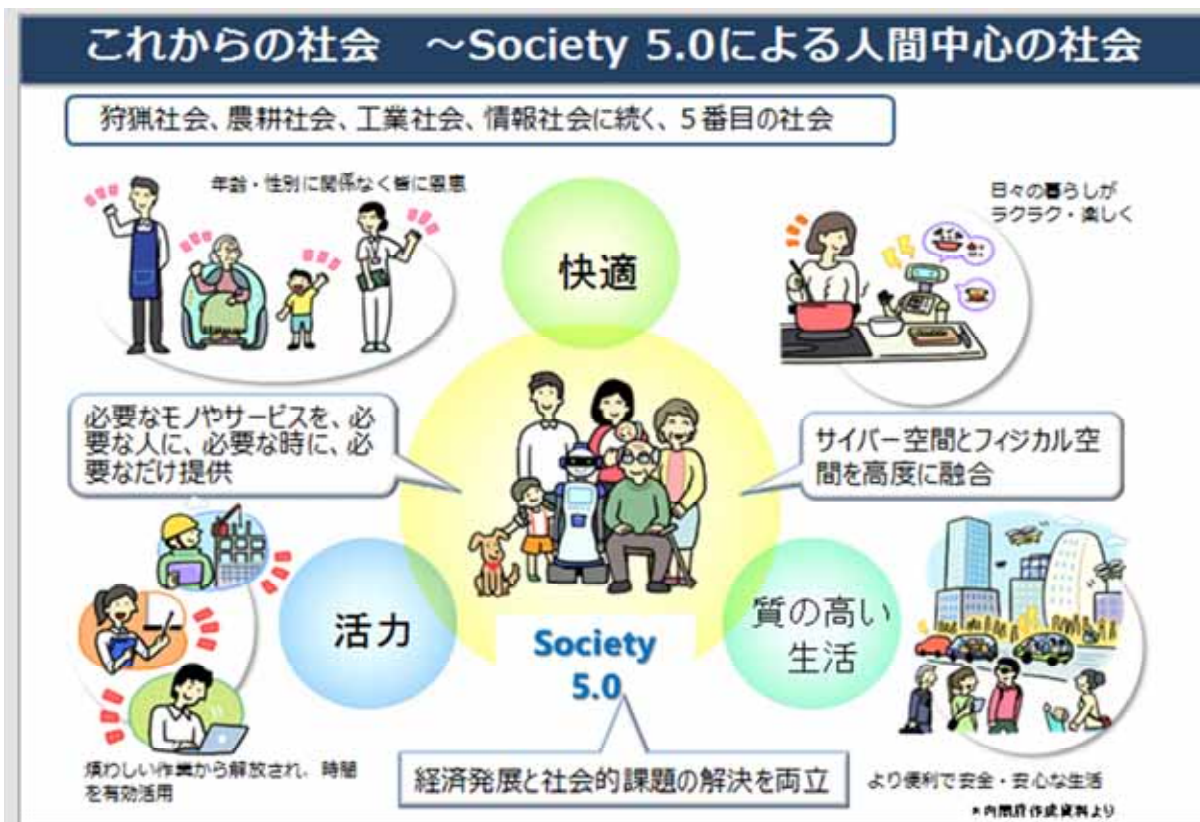 これからの社会　～Society 5.0による人間中心の社会
狩猟社会、農耕社会、工業社会、情報社会に続く、5番目の社会
年齢・性別に関係なく皆に恩恵
快適
日々の暮らしが
ラクラク・楽しく
必要なモノやサービスを、必
要な人に、必要な時に、必
要なだけ提供
サイバー空間とフィジカル空
間を高度に融合
活力
Society
5.0
質の高い
生活
煩わしい作業から解放され、時間
を有効活用
経済発展と社会的課題の解決を両立
より便利で安全・安心な生活
*内閣府作成資料より